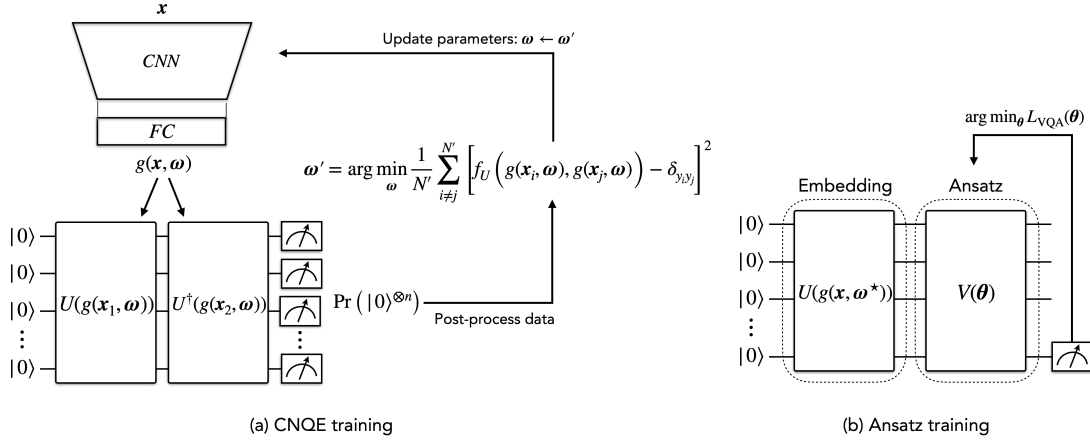 x
CNN
Update parameters: ω ← ω′
FC
g(x, ω)
ω′ = arg min_ω 1/N′ ∑_{i≠j}^{N′} [f_U (g(x_i, ω), g(x_j, ω)) − δ_{y_i y_j}]^2
|0⟩
|0⟩
|0⟩
⋮
|0⟩
U(g(x_1, ω))
U^†(g(x_2, ω))
⋮
Pr (|0⟩^{⊗n})
Post-process data
(a) CNQE training
arg min_θ L_VQA(θ)
Embedding
Ansatz
|0⟩
|0⟩
|0⟩
⋮
|0⟩
U(g(x, ω^⋆))
V(θ)
(b) Ansatz training